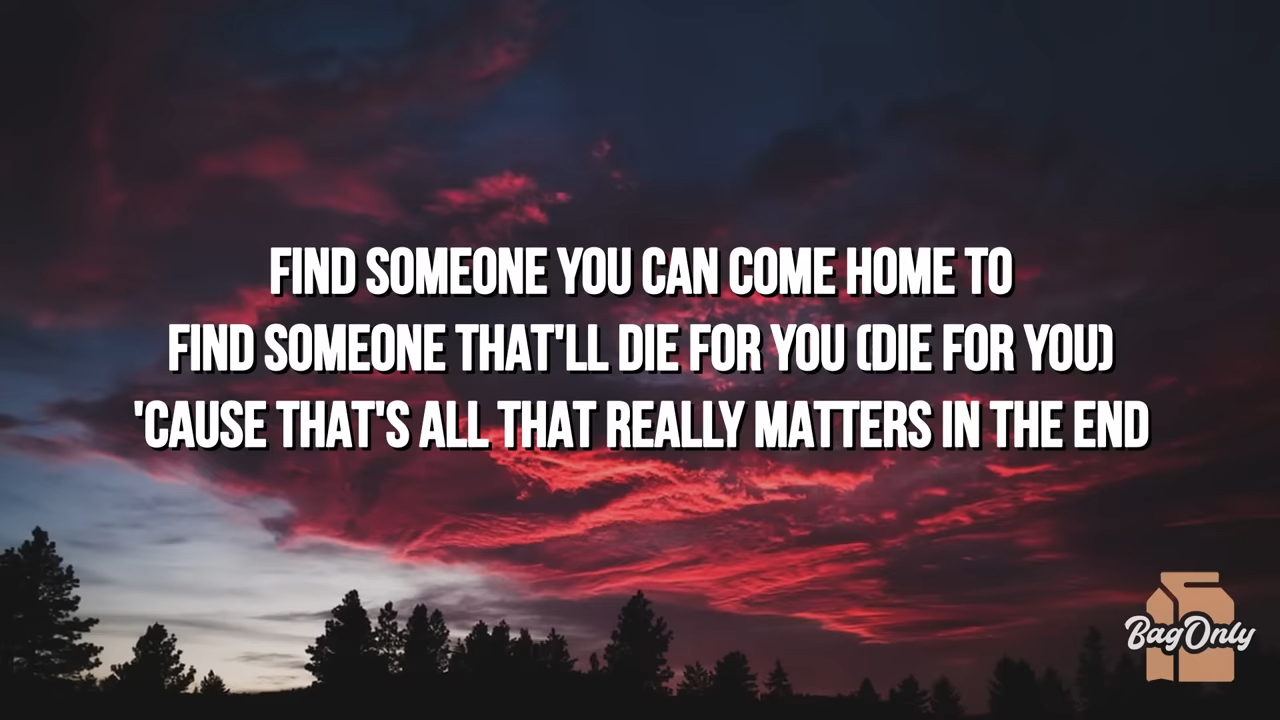 FIND SOMEONE YOU CAN COME HOME TO
FIND SOMEONE THAT'LL DIE FOR YOU (DIE FOR YOU)
'CAUSE THAT'S ALL THAT REALLY MATTERS IN THE END
BagOnly